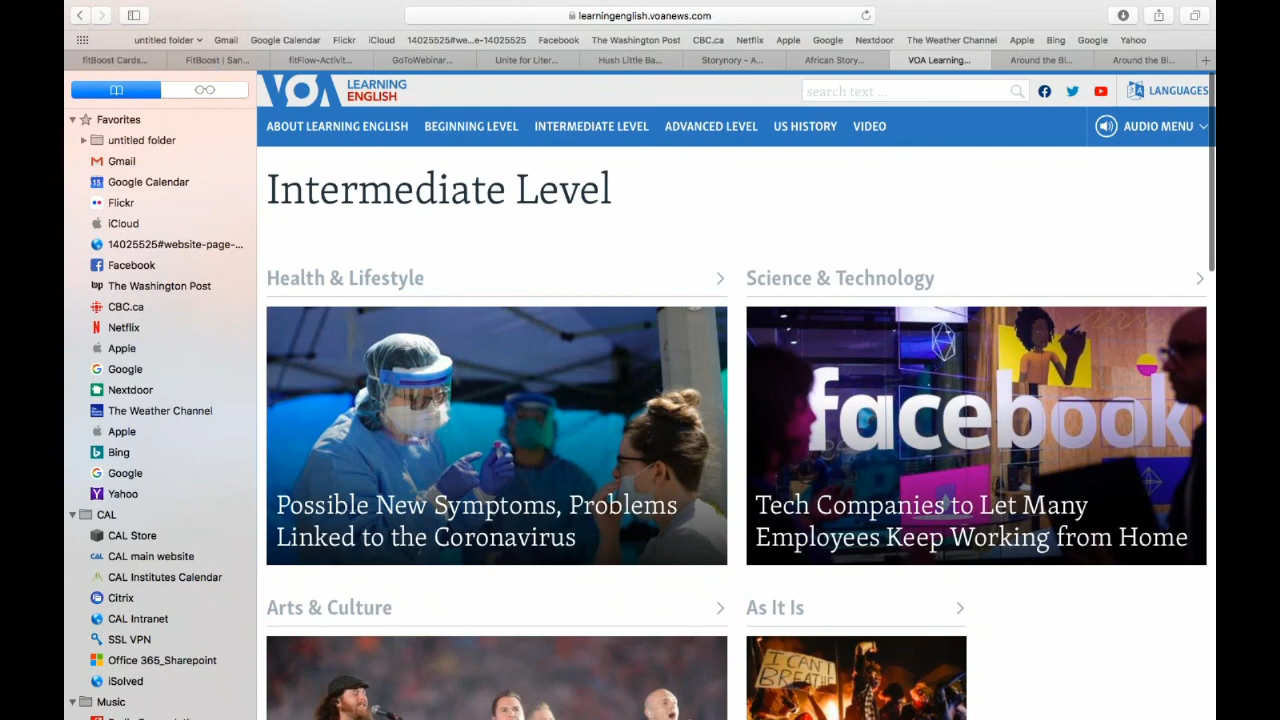 learningenglish.voanews.com
untitled folder Gmail Google Calendar Flickr iCloud 14025525#we...e-14025525 Facebook The Washington Post CBC.ca Netflix Apple Google Nextdoor The Weather Channel Apple Bing Google Yahoo
fitBoost Cards... FitBoost | San... fitFlow-Activit... GoToWebinar... Unite for Liter... Hush Little Ba... Storynory – A... African Story... VOA Learning... Around the Bl... Around the Bl...
Favorites
untitled folder
Gmail
Google Calendar
Flickr
iCloud
14025525#website-page-...
Facebook
The Washington Post
CBC.ca
Netflix
Apple
Google
Nextdoor
The Weather Channel
Apple
Bing
Google
Yahoo
CAL
CAL Store
CAL main website
CAL Institutes Calendar
Citrix
CAL Intranet
SSL VPN
Office 365_Sharepoint
iSolved
Music
VOA LEARNING
ENGLISH
search text ...
LANGUAGES
ABOUT LEARNING ENGLISH BEGINNING LEVEL INTERMEDIATE LEVEL ADVANCED LEVEL US HISTORY VIDEO AUDIO MENU
Intermediate Level
Health & Lifestyle
Possible New Symptoms, Problems
Linked to the Coronavirus
Science & Technology
facebook
Tech Companies to Let Many
Employees Keep Working from Home
Arts & Culture
As It Is
I CAN'T
BREATHE